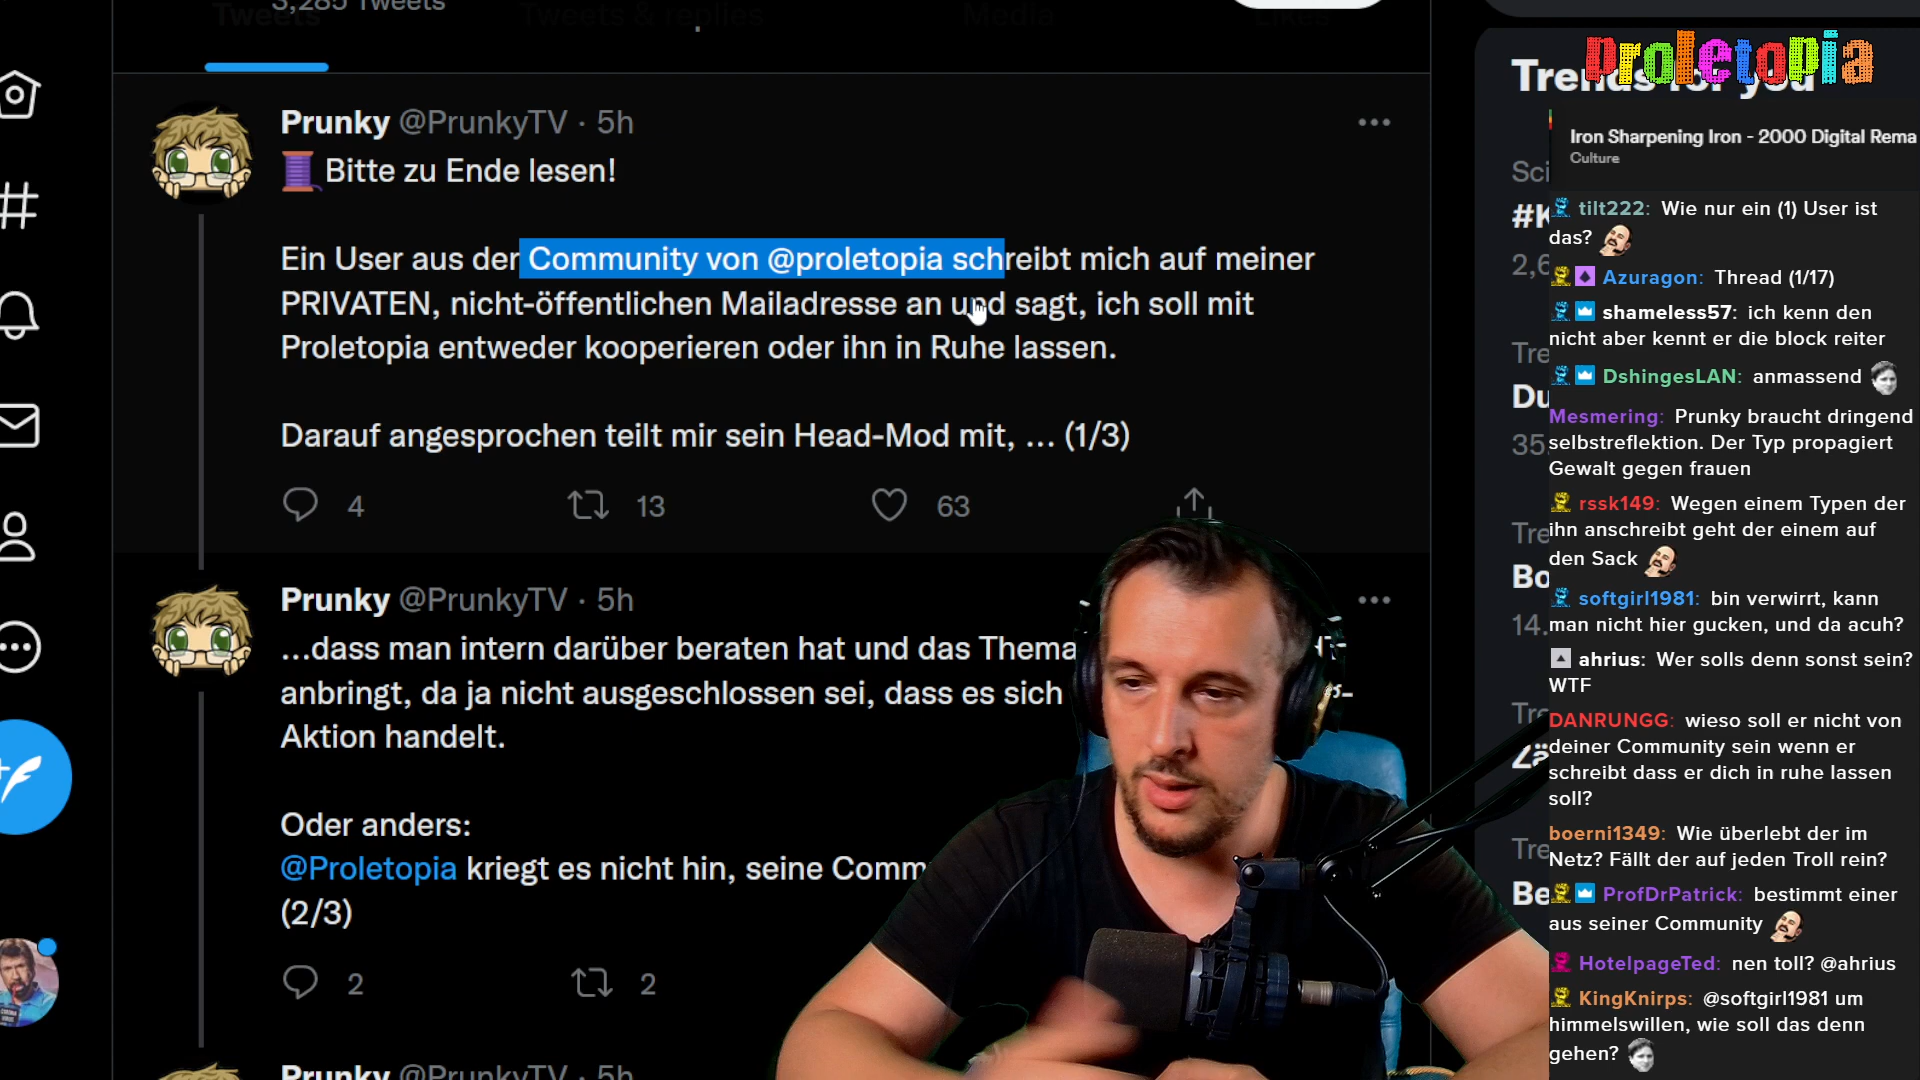 3,285 Tweets
Tweets
Tweets & replies
Media
Likes
Prunky @PrunkyTV · 5h
Bitte zu Ende lesen!
Ein User aus der Community von @proletopia schreibt mich auf meiner
PRIVATEN, nicht-öffentlichen Mailadresse an und sagt, ich soll mit
Proletopia entweder kooperieren oder ihn in Ruhe lassen.
Darauf angesprochen teilt mir sein Head-Mod mit, ... (1/3)
4 13 63
Prunky @PrunkyTV · 5h
...dass man intern darüber beraten hat und das Thema
anbringt, da ja nicht ausgeschlossen sei, dass es sich
Aktion handelt.
Oder anders:
@Proletopia kriegt es nicht hin, seine Comm
(2/3)
2 2
Prunky @PrunkyTV · 5h
Trends for you
Proletopia
Iron Sharpening Iron - 2000 Digital Rema
Culture
tilt222: Wie nur ein (1) User ist
das?
Azuragon: Thread (1/17)
shameless57: ich kenn den
nicht aber kennt er die block reiter
DshingesLAN: anmassend
Mesmering: Prunky braucht dringend
selbstreflektion. Der Typ propagiert
Gewalt gegen frauen
rssk149: Wegen einem Typen der
ihn anschreibt geht der einem auf
den Sack
softgirl1981: bin verwirrt, kann
man nicht hier gucken, und da acuh?
ahrius: Wer solls denn sonst sein?
WTF
DANRUNGG: wieso soll er nicht von
deiner Community sein wenn er
schreibt dass er dich in ruhe lassen
soll?
boerni1349: Wie überlebt der im
Netz? Fällt der auf jeden Troll rein?
ProfDrPatrick: bestimmt einer
aus seiner Community
HotelpageTed: nen toll? @ahrius
KingKnirps: @softgirl1981 um
himmelswillen, wie soll das denn
gehen?